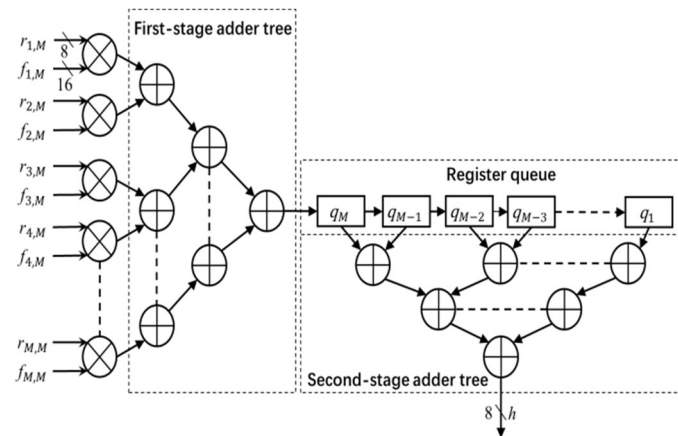 First-stage adder tree
r1,M
8
f1,M
16
r2,M
f2,M
r3,M
f3,M
r4,M
f4,M
rM,M
fM,M
Register queue
qM
qM−1
qM−2
qM−3
q1
Second-stage adder tree
8
h